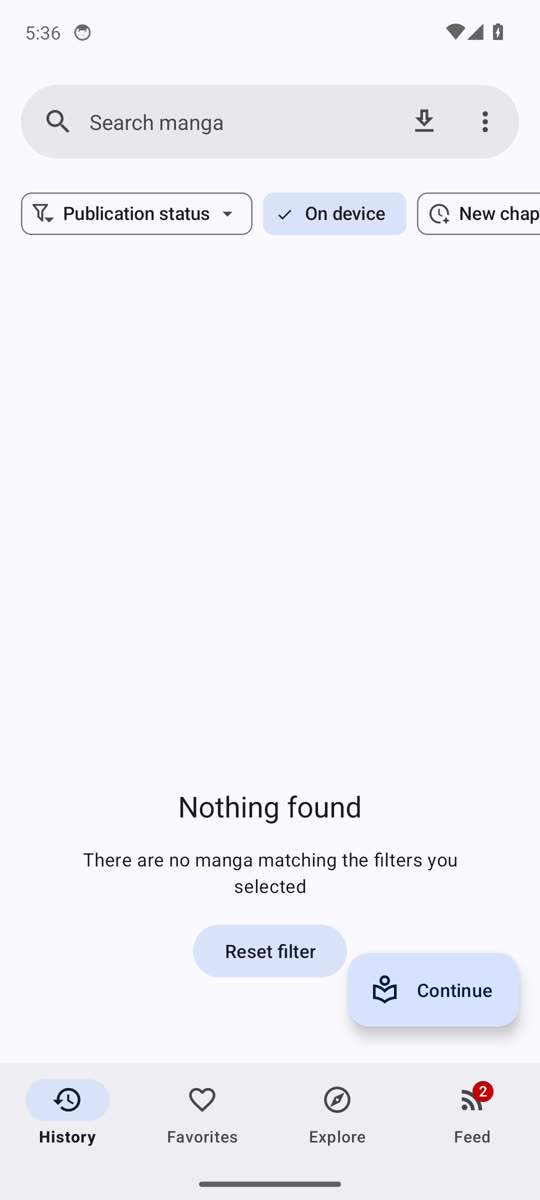 5:36
Search manga
Publication status
On device
New chap
Nothing found
There are no manga matching the filters you
selected
Reset filter
Continue
2
History
Favorites
Explore
Feed